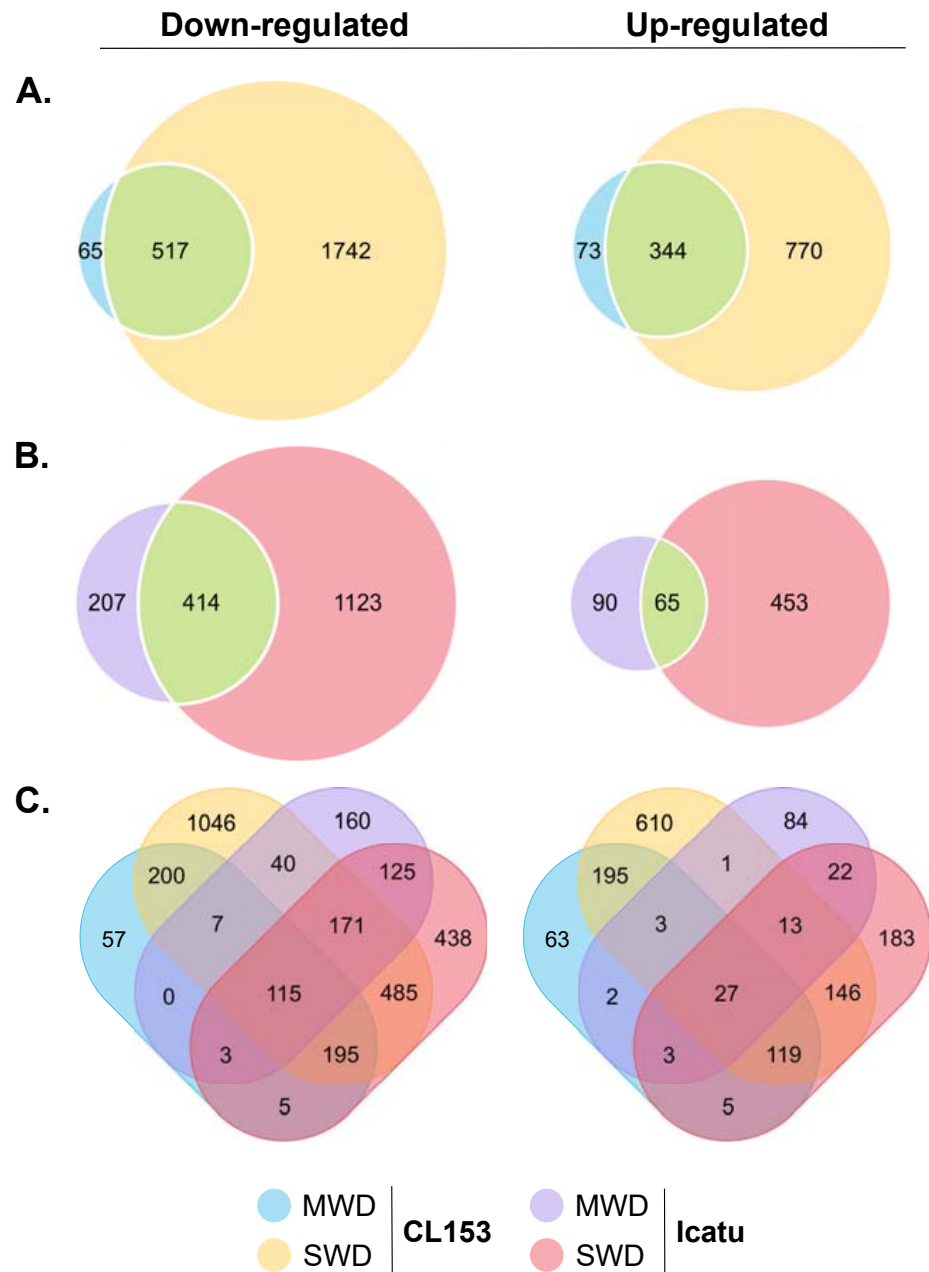 Down-regulated Up-regulated
A.
65 517 1742 73 344 770
B.
207 414 1123 90 65 453
C.
1046 160 610 84
200 40 125 195 1 22
57 7 171 438 63 3 13 183
0 115 485 2 27 146
3 195 3 119
5 5
MWD MWD
CL153 Icatu
SWD SWD